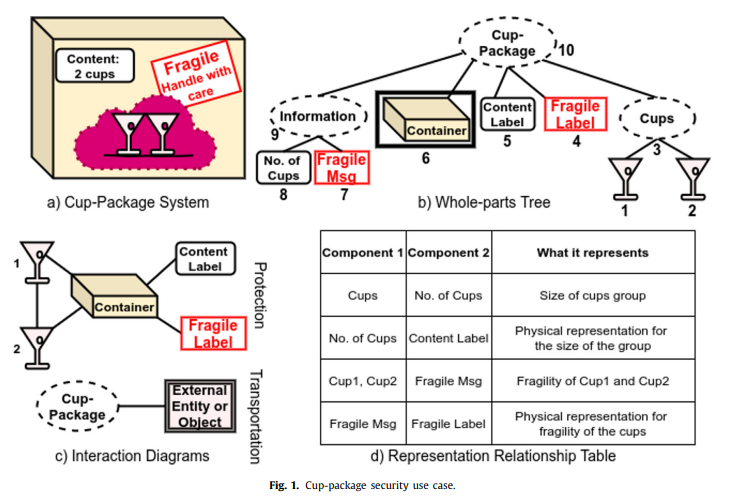 Content:
2 cups
Fragile
Handle with
care
a) Cup-Package System
Cup-
Package
10
Information
9
Container
6
Content
Label
5
Fragile
Label
4
Cups
3
No. of
Cups
8
Fragile
Msg
7
1
2
b) Whole-parts Tree
1
2
Container
Content
Label
Fragile
Label
Protection
Cup-
Package
External
Entity or
Object
Transportation
c) Interaction Diagrams
Component 1 Component 2 What it represents
Cups No. of Cups Size of cups group
No. of Cups Content Label Physical representation for
the size of the group
Cup1, Cup2 Fragile Msg Fragility of Cup1 and Cup2
Fragile Msg Fragile Label Physical representation for
fragility of the cups
d) Representation Relationship Table
Fig. 1. Cup-package security use case.